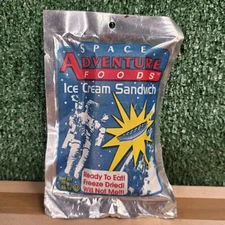 SPACE
ADVENTURE
FOODS
Ice Cream Sandwich
Ready To Eat!
Freeze Dried!
Will Not Melt!